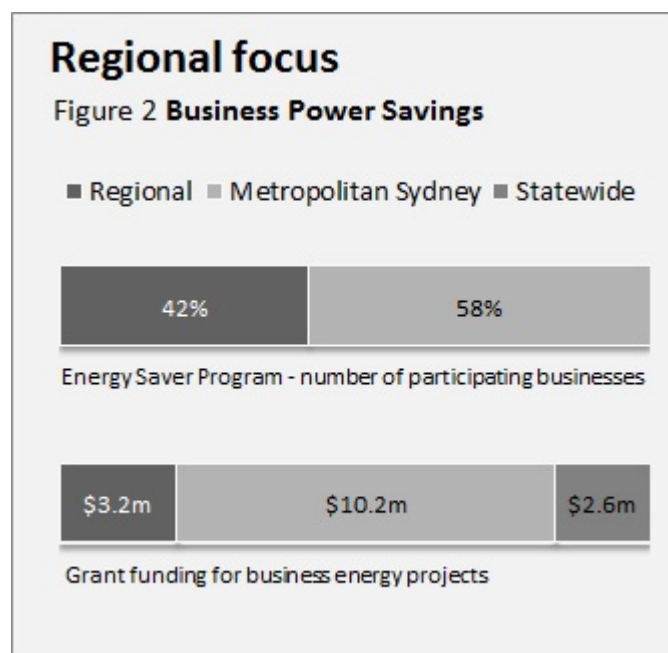 Regional focus
Figure 2 Business Power Savings
Regional Metropolitan Sydney Statewide
42% 58%
Energy Saver Program - number of participating businesses
$3.2m $10.2m $2.6m
Grant funding for business energy projects